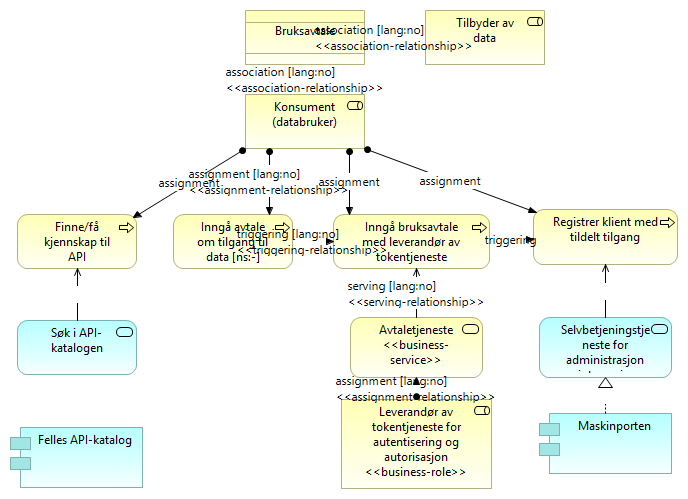 Bruksavtale
association [lang:no]
<<association-relationship>>
Tilbyder av
data
association [lang:no]
<<association-relationship>>
Konsument
(databruker)
assignment
assignment [lang:no]
<<assignment-relationship>>
assignment
assignment
Finne/få
kjennskap til
API
Inngå avtale
om tilgang til
data [ns:-]
triggering [lang:no]
<<triggering-relationship>>
Inngå bruksavtale
med leverandør av
tokentjeneste
triggering
Registrer klient med
tildelt tilgang
serving [lang:no]
<<serving-relationship>>
Søk i API-
katalogen
Avtaletjeneste
<<business-
service>>
Selvbetjeningstje
neste for
administrasjon
assignment [lang:no]
<<assignment-relationship>>
Felles API-katalog
Leverandør av
tokentjeneste for
autentisering og
autorisasjon
<<business-role>>
Maskinporten